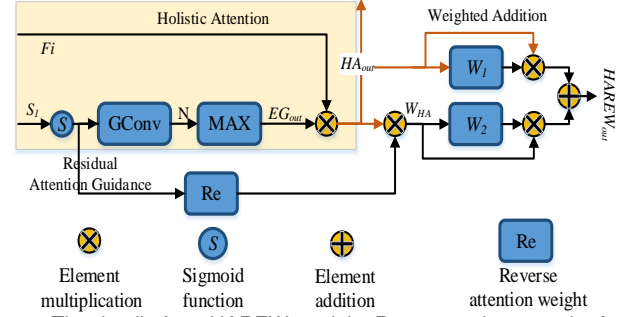 Holistic Attention
Weighted Addition
Fi
HAout
W1
S1
S
GConv
N
MAX
EGout
WHA
W2
HAREWout
Residual
Attention Guidance
Re
S
Re
Element
multiplication
Sigmoid
function
Element
addition
Reverse
attention weight